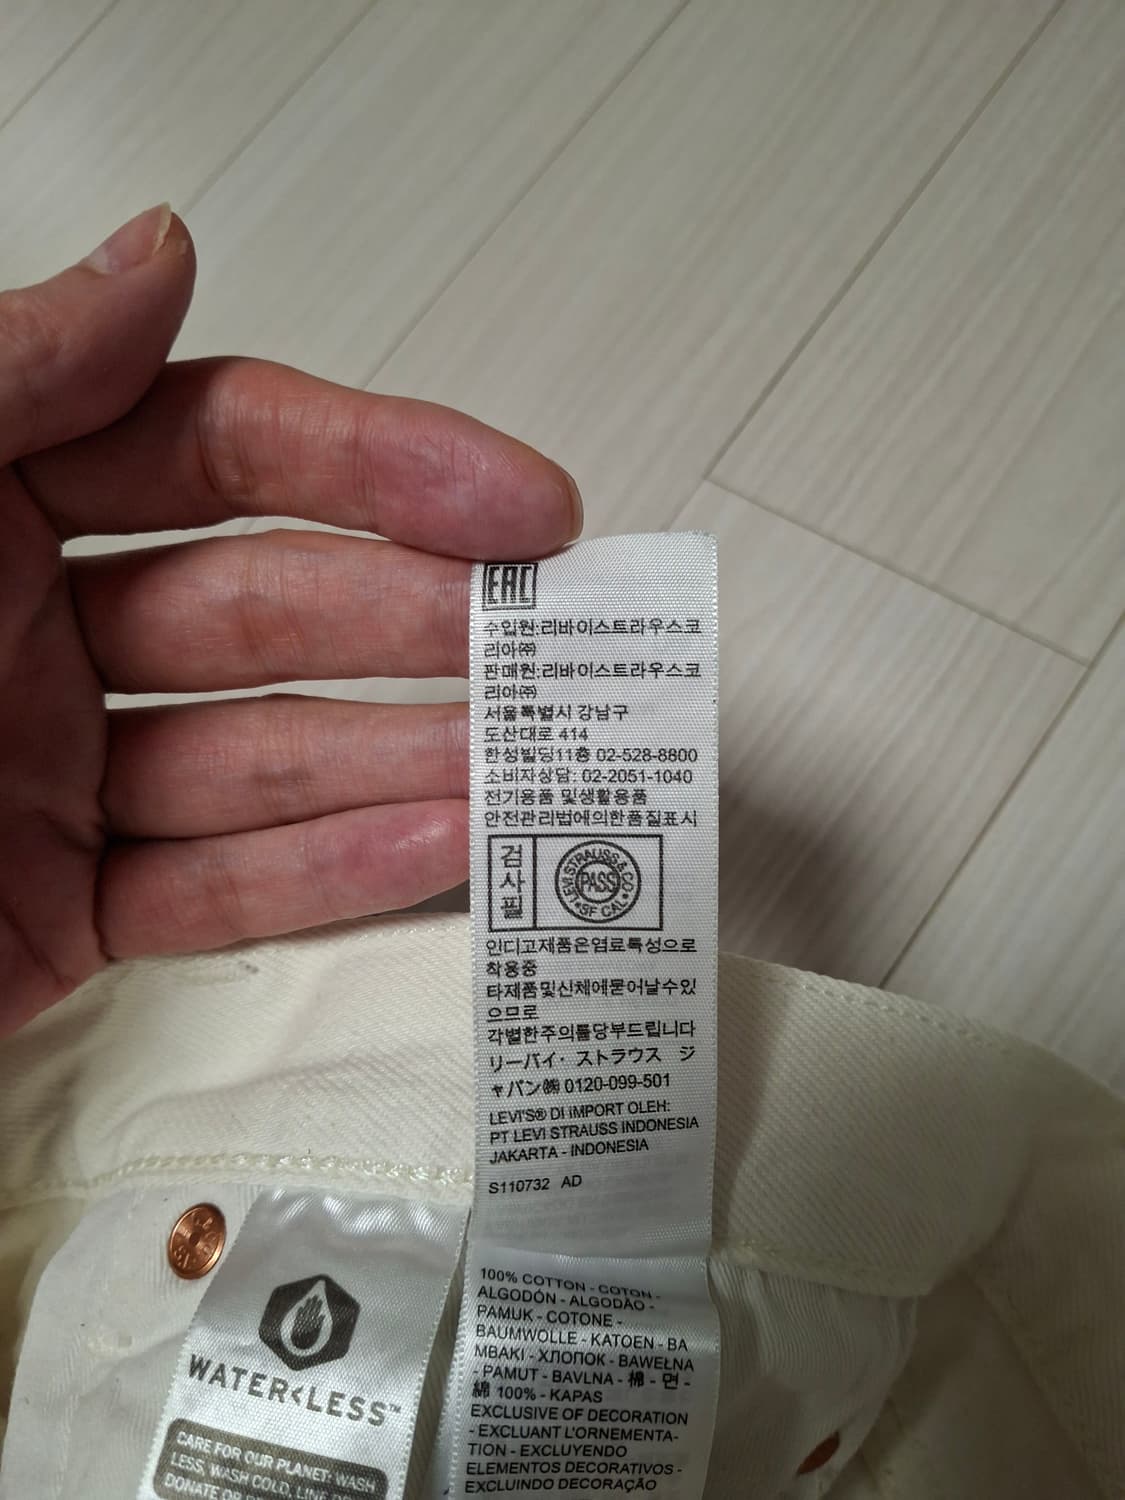 EAC
수입원:리바이스트라우스코
리아㈜
판매원:리바이스트라우스코
리아㈜
서울특별시 강남구
도산대로 414
한성빌딩11층 02-528-8800
소비자상담: 02-2051-1040
전기용품 및생활용품
안전관리법에의한품질표시
검사필
LEVI STRAUSS & CO
PASS
SF CAL
인디고제품은염료특성으로
착용중
타제품및신체에묻어날수있
으므로
각별한주의를당부드립니다
リーバイ・ストラウス ジ
ャパン㈱ 0120-099-501
LEVI'S® DI IMPORT OLEH:
PT LEVI STRAUSS INDONESIA
JAKARTA - INDONESIA
S110732 AD
100% COTTON - COTON -
ALGODÓN - ALGODÃO -
PAMUK - COTONE -
BAUMWOLLE - KATOEN - BA
MBAKI - ХЛОПОК - BAWEŁNA
- PAMUT - BAVLNA - 棉 - 면 -
綿 100% - KAPAS
EXCLUSIVE OF DECORATION
- EXCLUANT L'ORNEMENTA-
TION - EXCLUYENDO
ELEMENTOS DECORATIVOS -
EXCLUINDO DECORAÇÃO
WATER<LESS™
CARE FOR OUR PLANET: WASH
LESS, WASH COLD, LINE
DONATE OR